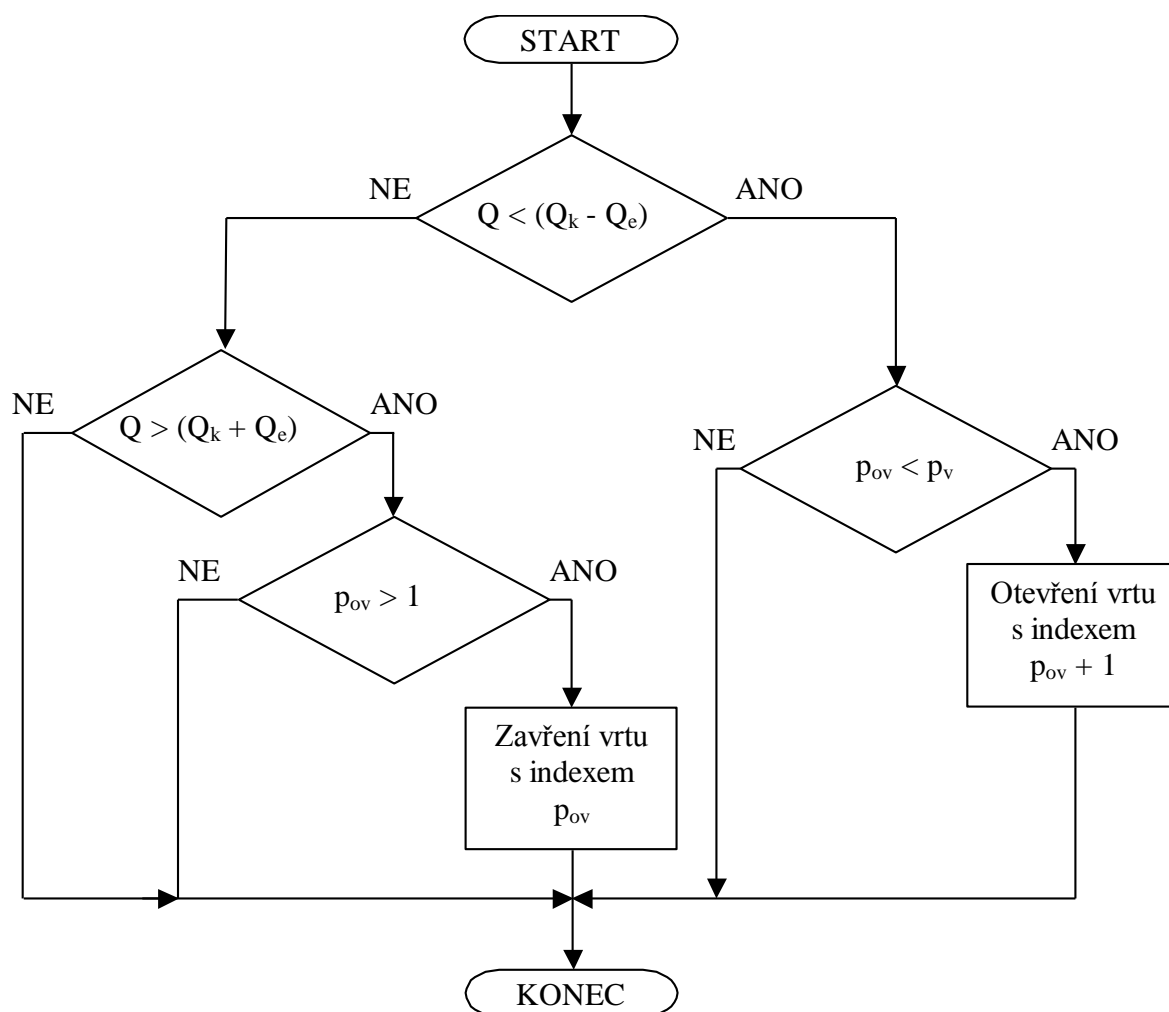 START
NE
ANO
Q < (Qk - Qe)
NE
ANO
Q > (Qk + Qe)
NE
ANO
pov < pv
NE
ANO
pov > 1
Otevření vrtu
s indexem
pov + 1
Zavření vrtu
s indexem
pov
KONEC